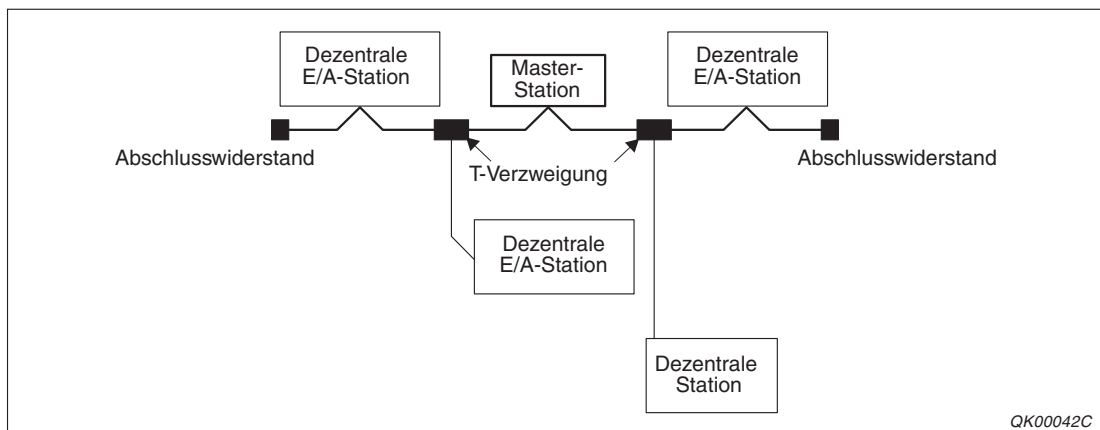 Dezentrale
E/A-Station
Master-
Station
Dezentrale
E/A-Station
Abschlusswiderstand
T-Verzweigung
Abschlusswiderstand
Dezentrale
E/A-Station
Dezentrale
Station
QK00042C